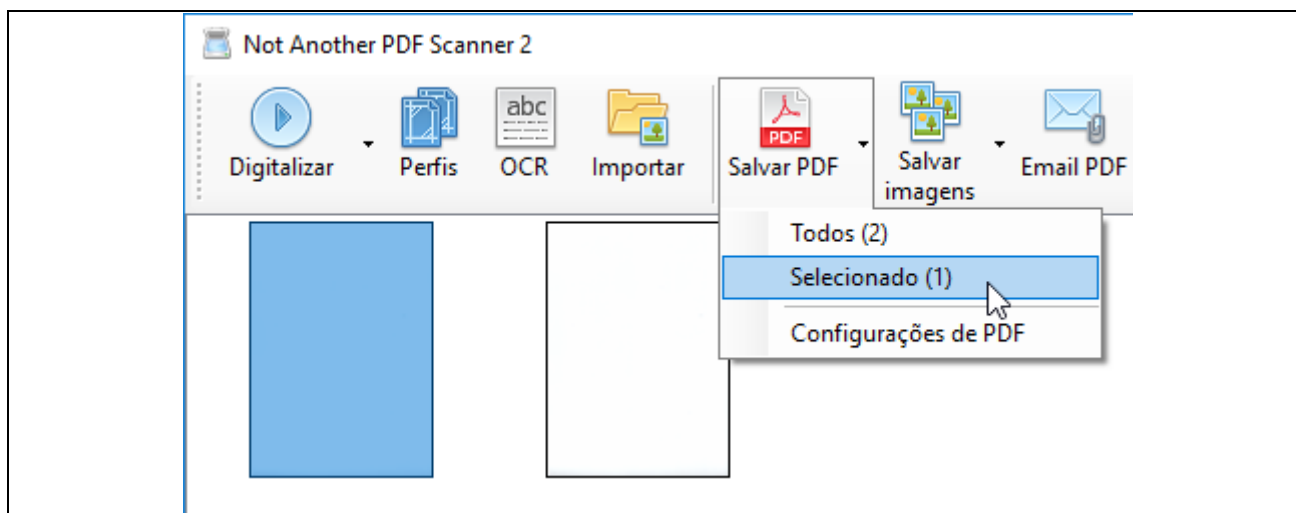 Not Another PDF Scanner 2
Digitalizar
Perfis
abc
OCR
Importar
PDF
Salvar PDF
Salvar
imagens
Email PDF
Todos (2)
Selecionado (1)
Configurações de PDF